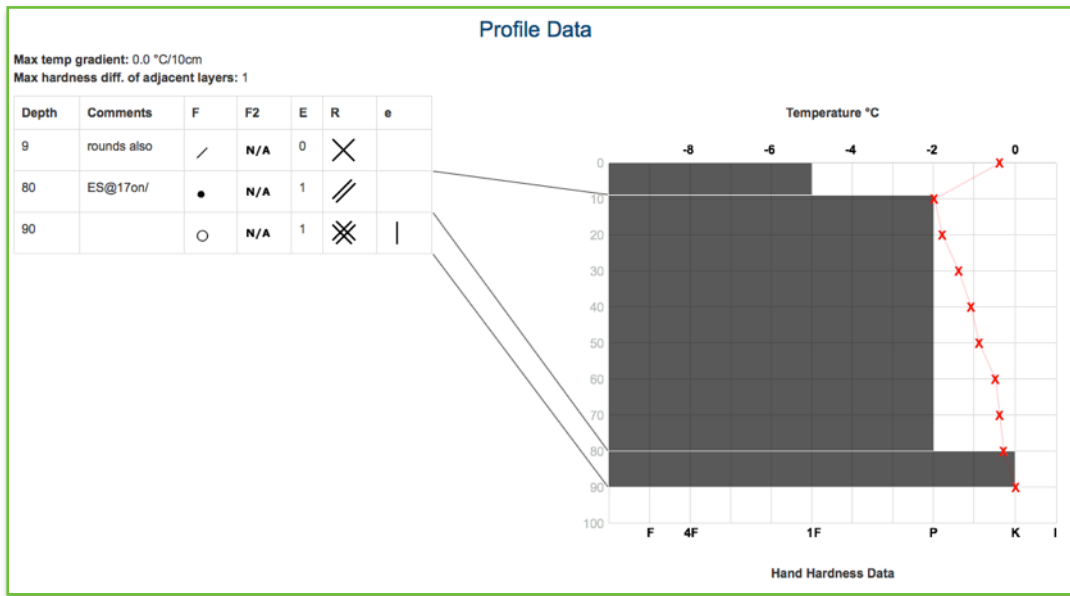 Profile Data
Max temp gradient: 0.0 °C/10cm
Max hardness diff. of adjacent layers: 1
Depth Comments F F2 E R e
9 rounds also N/A 0
80 ES@17on/ N/A 1
90 N/A 1
Temperature °C
-8 -6 -4 -2 0
0
10
20
30
40
50
60
70
80
90
100
F 4F 1F P K I
Hand Hardness Data